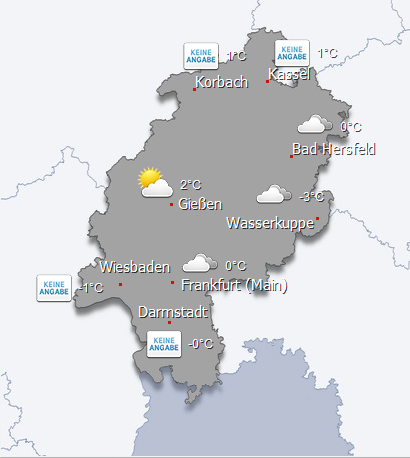 KEINE
ANGABE
1°C
KEINE
ANGABE
1°C
Korbach
Kassel
0°C
Bad Hersfeld
2°C
Gießen
-3°C
Wasserkuppe
Wiesbaden
0°C
KEINE
ANGABE
-1°C
Frankfurt (Main)
Darmstadt
KEINE
ANGABE
-0°C